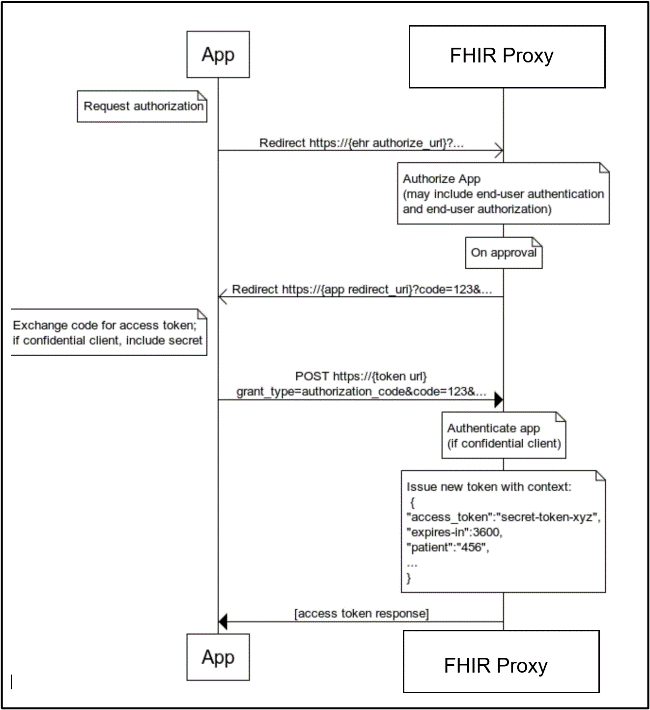 App
FHIR Proxy
Request authorization
Redirect https://{ehr authorize_url}?...
Authorize App
(may include end-user authentication
and end-user authorization)
On approval
Redirect https://{app redirect_uri}?code=123&...
Exchange code for access token;
if confidential client, include secret
POST https://{token url}
grant_type=authorization_code&code=123&...
Authenticate app
(if confidential client)
Issue new token with context:
{
"access_token":"secret-token-xyz",
"expires-in":3600,
"patient":"456",
...
}
[access token response]
App
FHIR Proxy